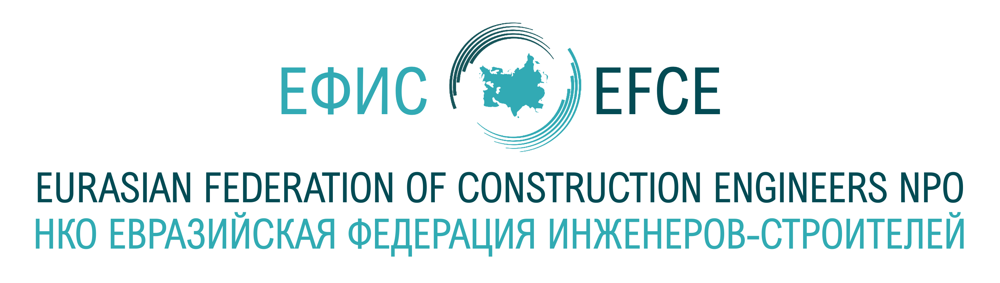 ЕФИС EFCE
EURASIAN FEDERATION OF CONSTRUCTION ENGINEERS NPO
НКО ЕВРАЗИЙСКАЯ ФЕДЕРАЦИЯ ИНЖЕНЕРОВ-СТРОИТЕЛЕЙ